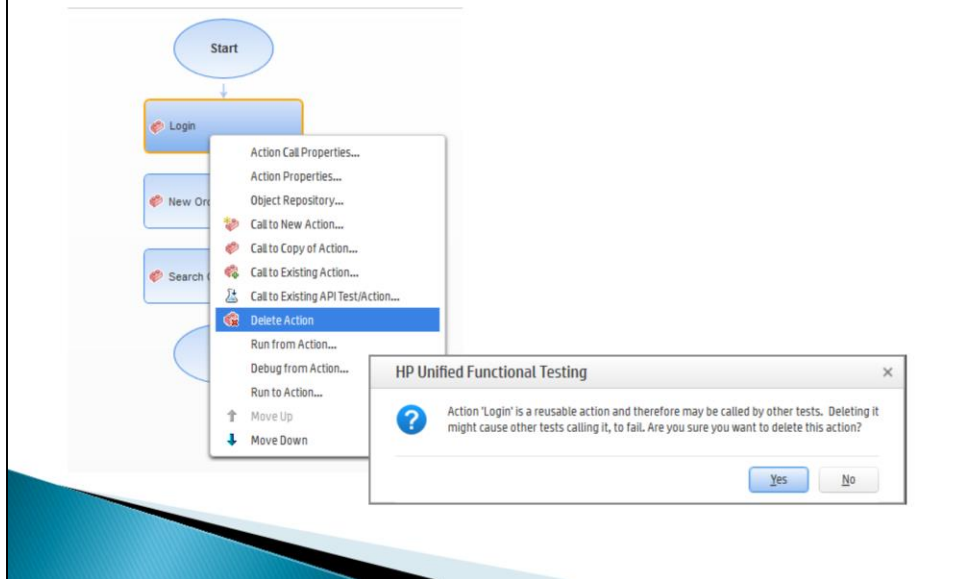 Start
Login
New Ord
Search
Action Call Properties...
Action Properties...
Object Repository...
Call to New Action...
Call to Copy of Action...
Call to Existing Action...
Call to Existing API Test/Action...
Delete Action
Run from Action...
Debug from Action...
Run to Action...
Move Up
Move Down
HP Unified Functional Testing
Action 'Login' is a reusable action and therefore may be called by other tests. Deleting it
might cause other tests calling it, to fail. Are you sure you want to delete this action?
Yes No